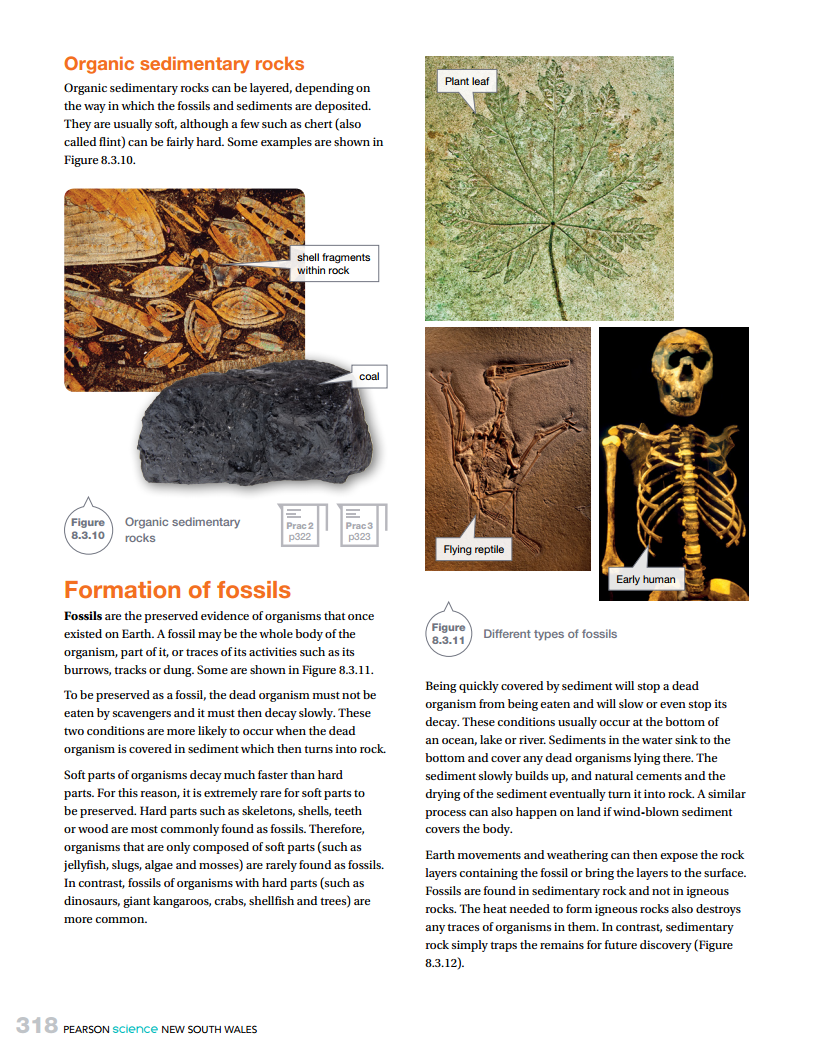 Organic sedimentary rocks
Organic sedimentary rocks can be layered, depending on
the way in which the fossils and sediments are deposited.
They are usually soft, although a few such as chert (also
called flint) can be fairly hard. Some examples are shown in
Figure 8.3.10.
shell fragments
within rock
coal
Figure
8.3.10
Organic sedimentary
rocks
Prac 2
p322
Prac 3
p323
Formation of fossils
Fossils are the preserved evidence of organisms that once
existed on Earth. A fossil may be the whole body of the
organism, part of it, or traces of its activities such as its
burrows, tracks or dung. Some are shown in Figure 8.3.11.
To be preserved as a fossil, the dead organism must not be
eaten by scavengers and it must then decay slowly. These
two conditions are more likely to occur when the dead
organism is covered in sediment which then turns into rock.
Soft parts of organisms decay much faster than hard
parts. For this reason, it is extremely rare for soft parts to
be preserved. Hard parts such as skeletons, shells, teeth
or wood are most commonly found as fossils. Therefore,
organisms that are only composed of soft parts (such as
jellyfish, slugs, algae and mosses) are rarely found as fossils.
In contrast, fossils of organisms with hard parts (such as
dinosaurs, giant kangaroos, crabs, shellfish and trees) are
more common.
Plant leaf
Flying reptile
Early human
Figure
8.3.11
Different types of fossils
Being quickly covered by sediment will stop a dead
organism from being eaten and will slow or even stop its
decay. These conditions usually occur at the bottom of
an ocean, lake or river. Sediments in the water sink to the
bottom and cover any dead organisms lying there. The
sediment slowly builds up, and natural cements and the
drying of the sediment eventually turn it into rock. A similar
process can also happen on land if wind-blown sediment
covers the body.
Earth movements and weathering can then expose the rock
layers containing the fossil or bring the layers to the surface.
Fossils are found in sedimentary rock and not in igneous
rocks. The heat needed to form igneous rocks also destroys
any traces of organisms in them. In contrast, sedimentary
rock simply traps the remains for future discovery (Figure
8.3.12).
318 PEARSON science NEW SOUTH WALES